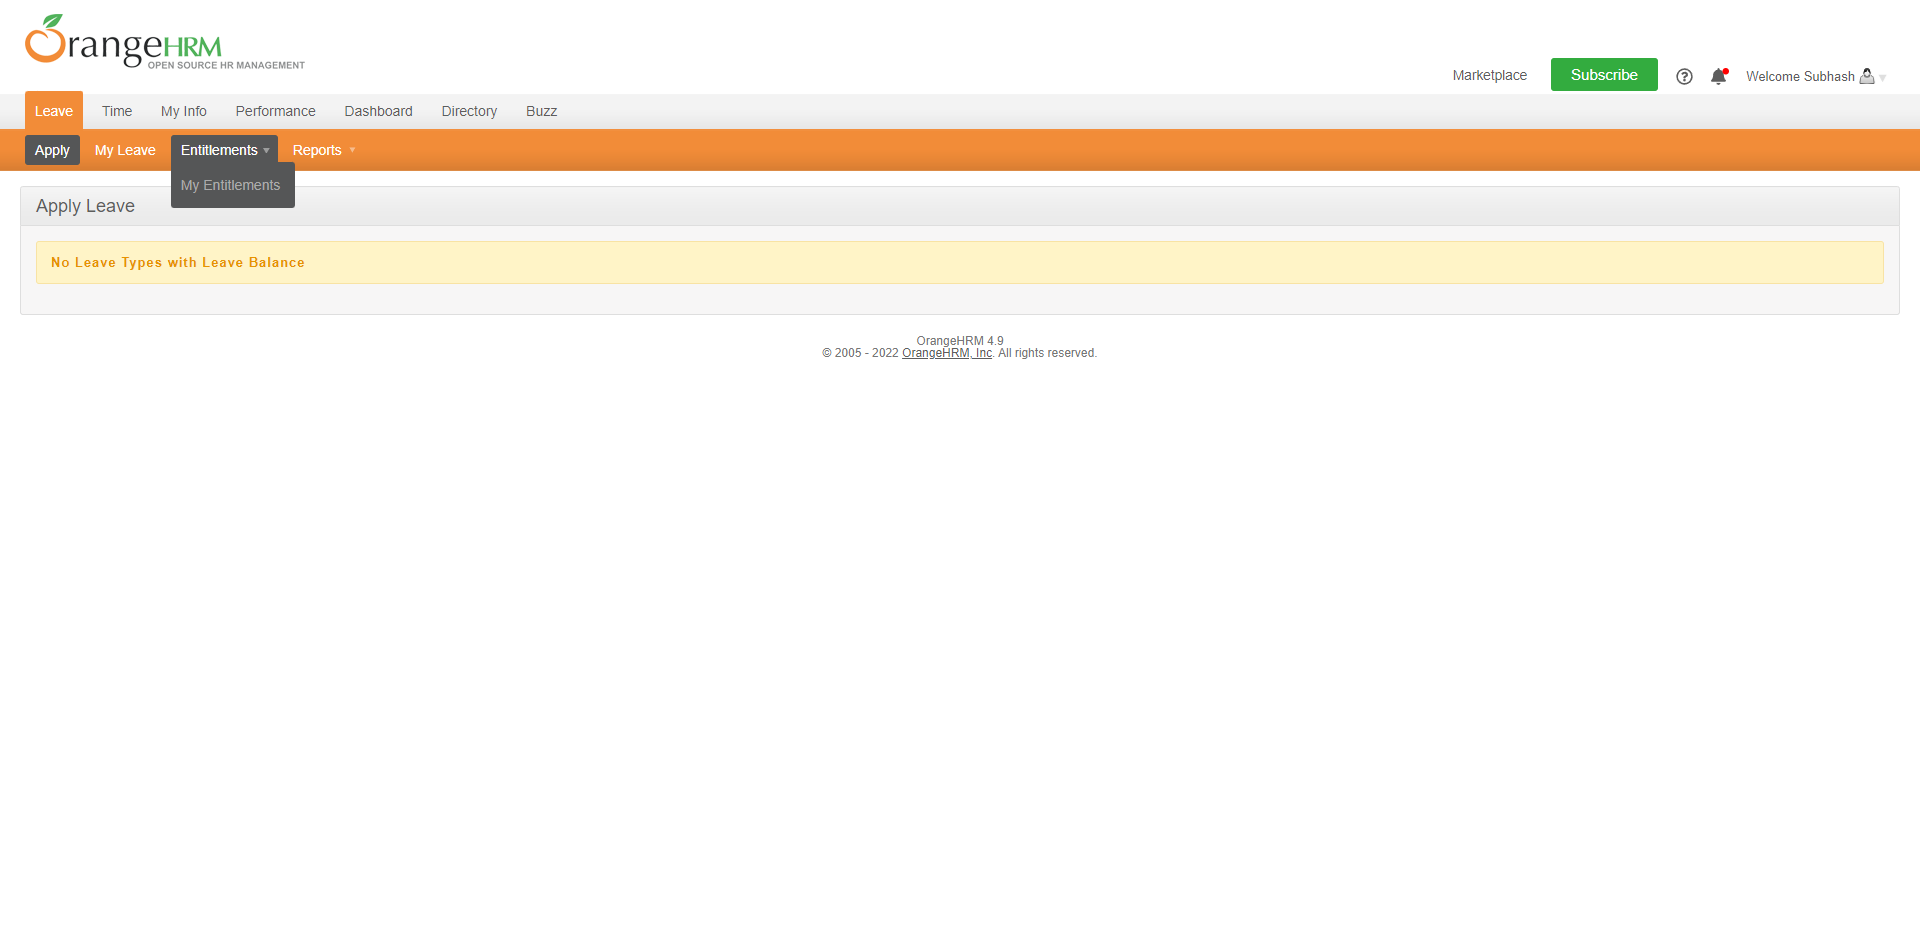 OrangeHRM
OPEN SOURCE HR MANAGEMENT
Marketplace
Subscribe
Welcome Subhash
Leave
Time
My Info
Performance
Dashboard
Directory
Buzz
Apply
My Leave
Entitlements
Reports
My Entitlements
Apply Leave
No Leave Types with Leave Balance
OrangeHRM 4.9
© 2005 - 2022 OrangeHRM, Inc. All rights reserved.